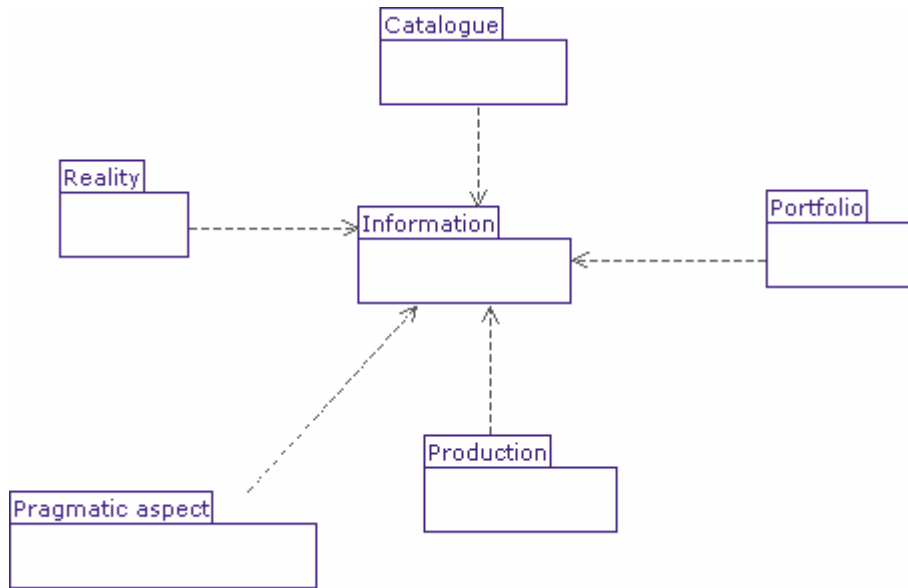 Catalogue
Reality
Portfolio
Information
Production
Pragmatic aspect